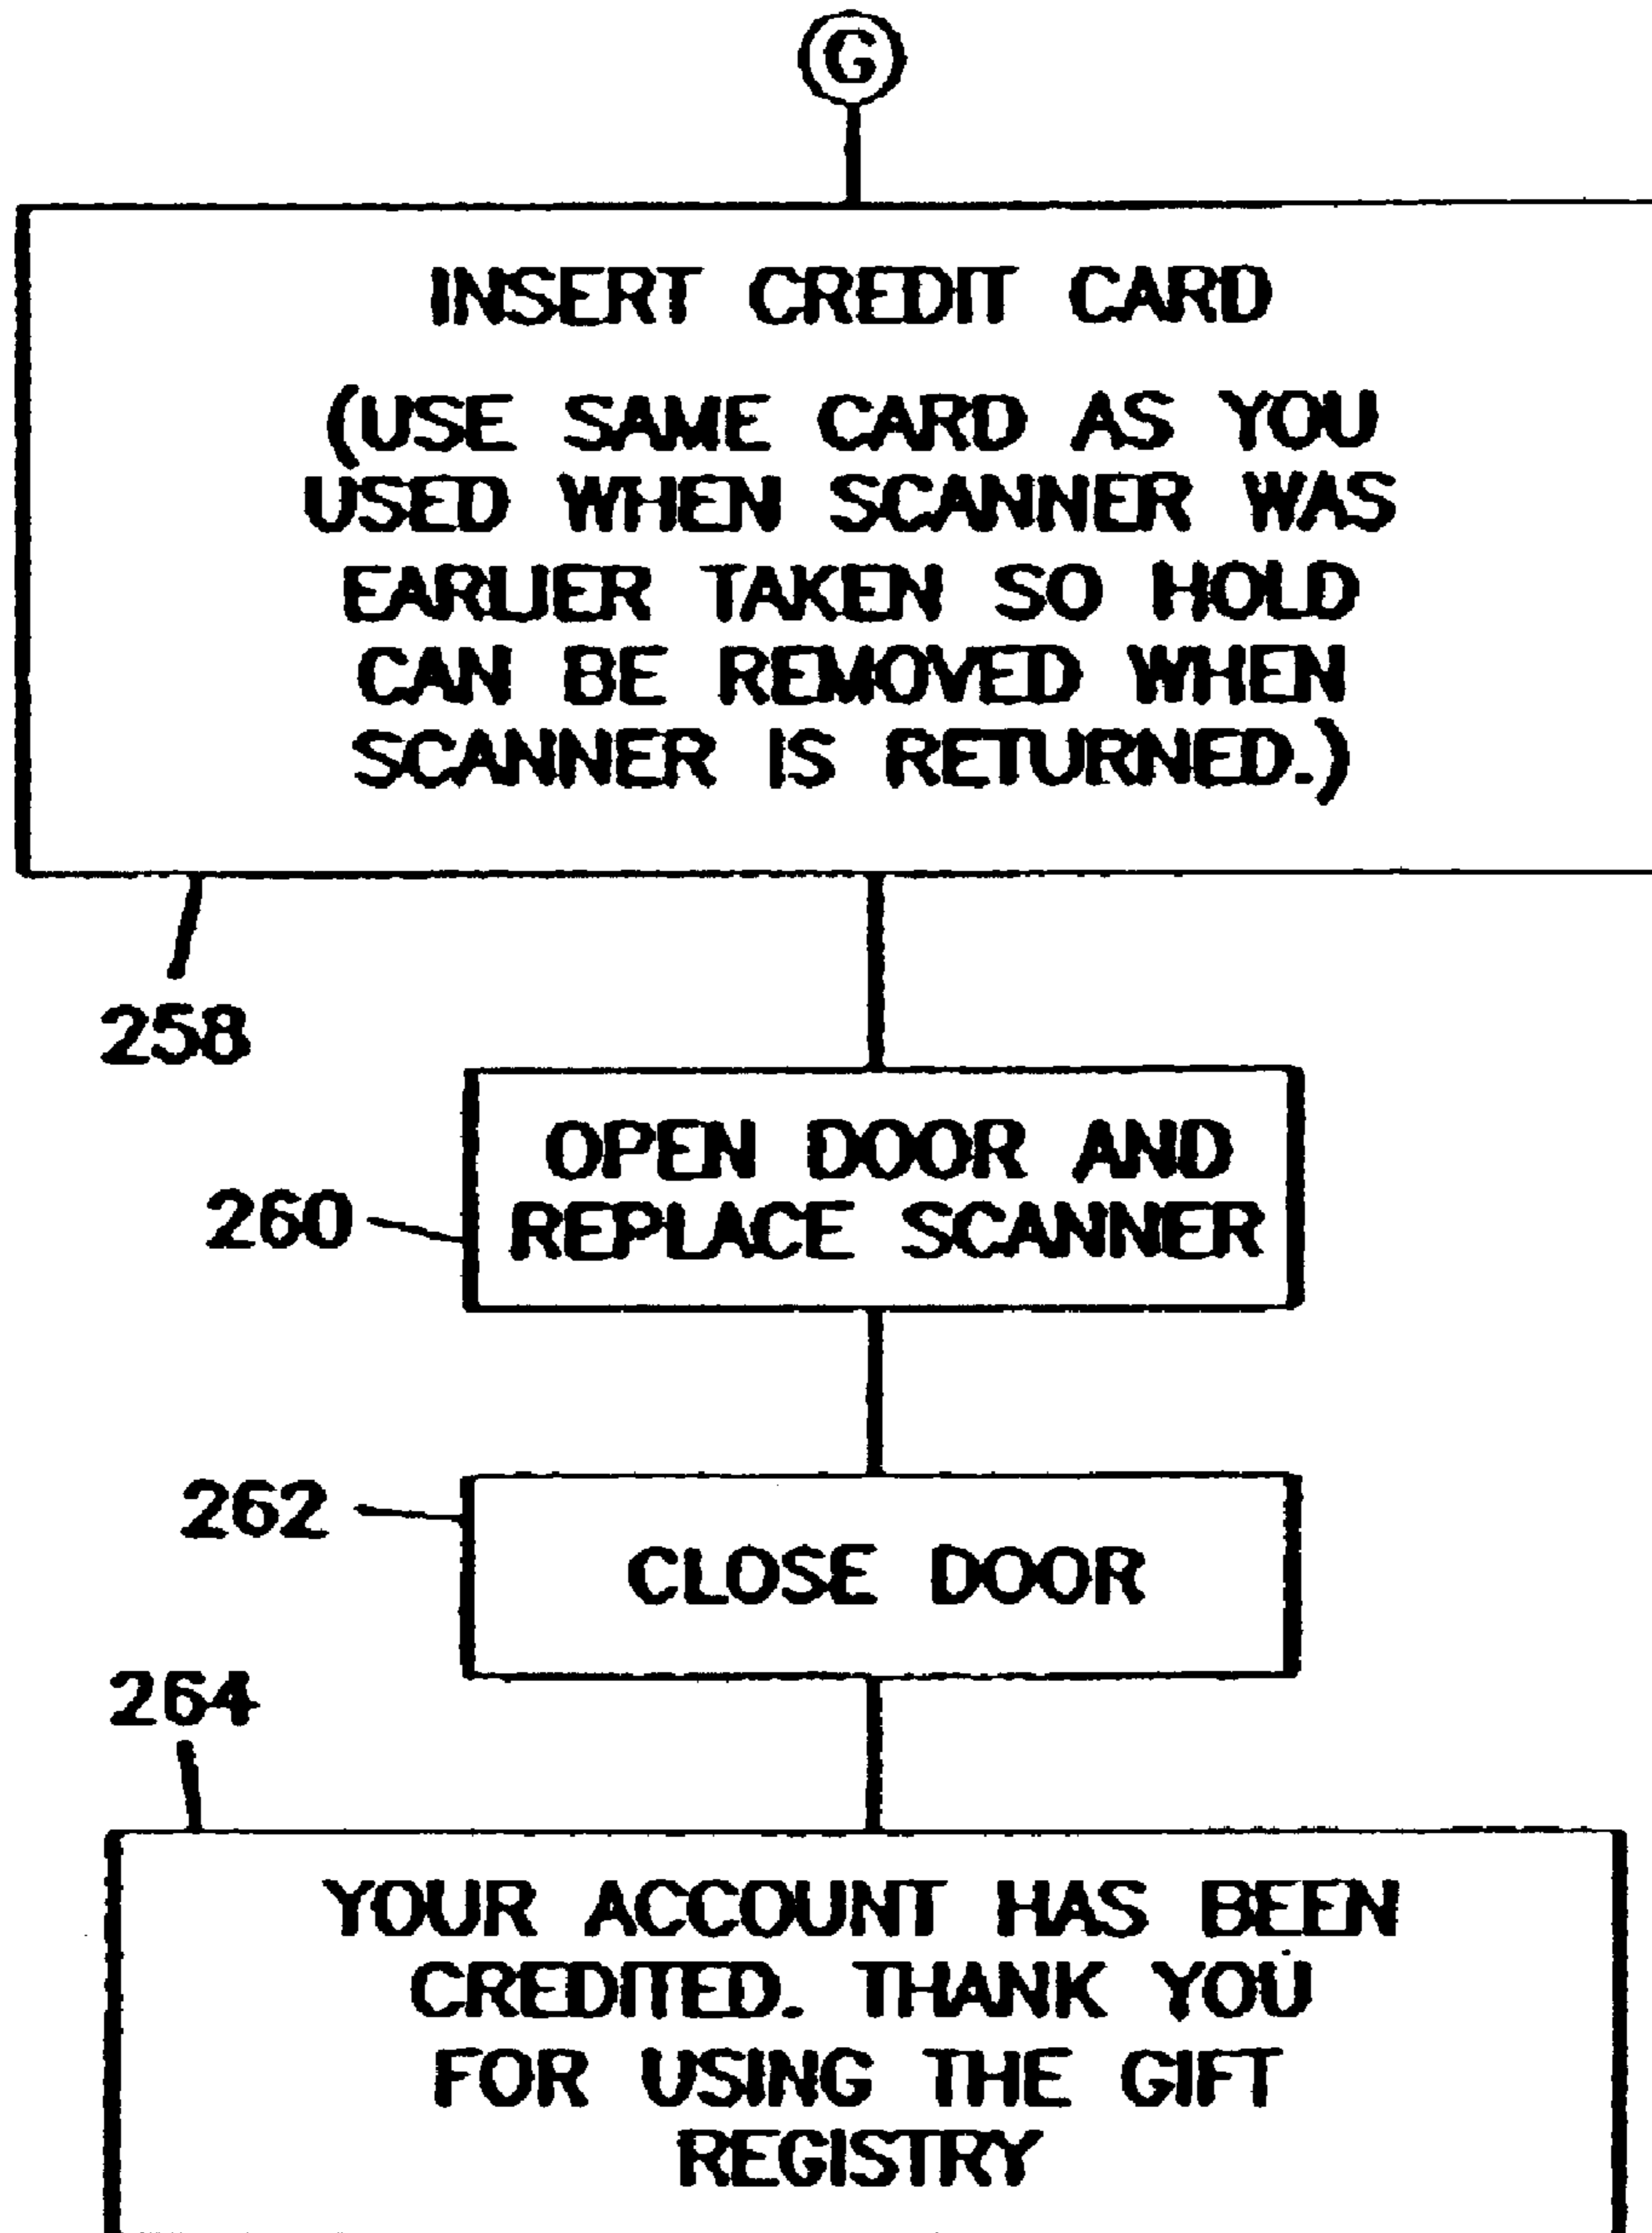 G
INSERT CREDIT CARD
(USE SAME CARD AS YOU
USED WHEN SCANNER WAS
EARLIER TAKEN SO HOLD
CAN BE REMOVED WHEN
SCANNER IS RETURNED.)
258
OPEN DOOR AND
REPLACE SCANNER
260
262
CLOSE DOOR
264
YOUR ACCOUNT HAS BEEN
CREDITED. THANK YOU
FOR USING THE GIFT
REGISTRY